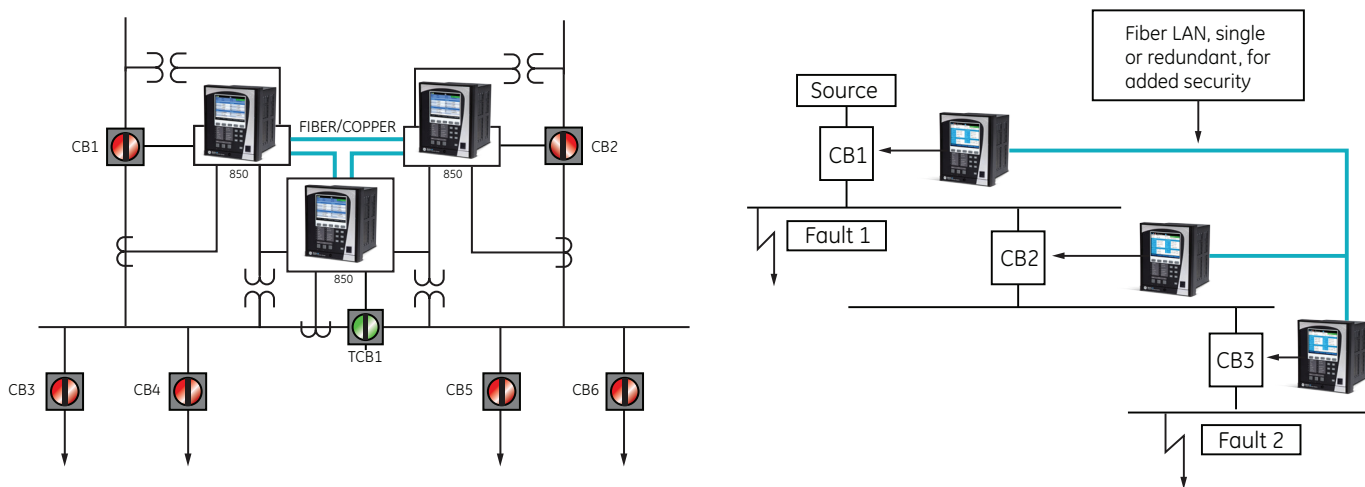 FIBER/COPPER
CB1
CB2
850
850
850
TCB1
CB3
CB4
CB5
CB6
Fiber LAN, single
or redundant, for
added security
Source
CB1
Fault 1
CB2
CB3
Fault 2